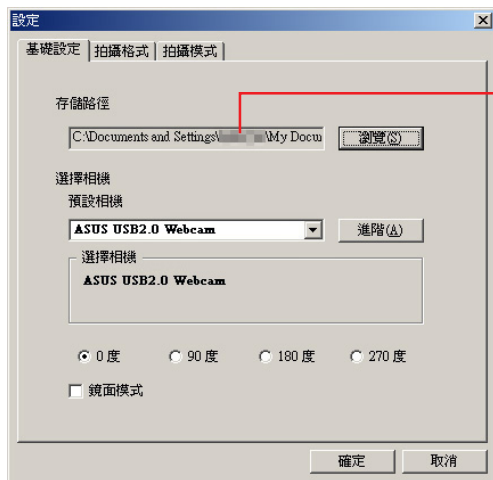 設定
基礎設定 拍攝格式 拍攝模式
存儲路徑
C:\Documents and Settings\ \My Docu 瀏覽(S)
選擇相機
預設相機
ASUS USB2.0 Webcam 進階(A)
選擇相機
ASUS USB2.0 Webcam
0 度 90 度 180 度 270 度
鏡面模式
確定 取消